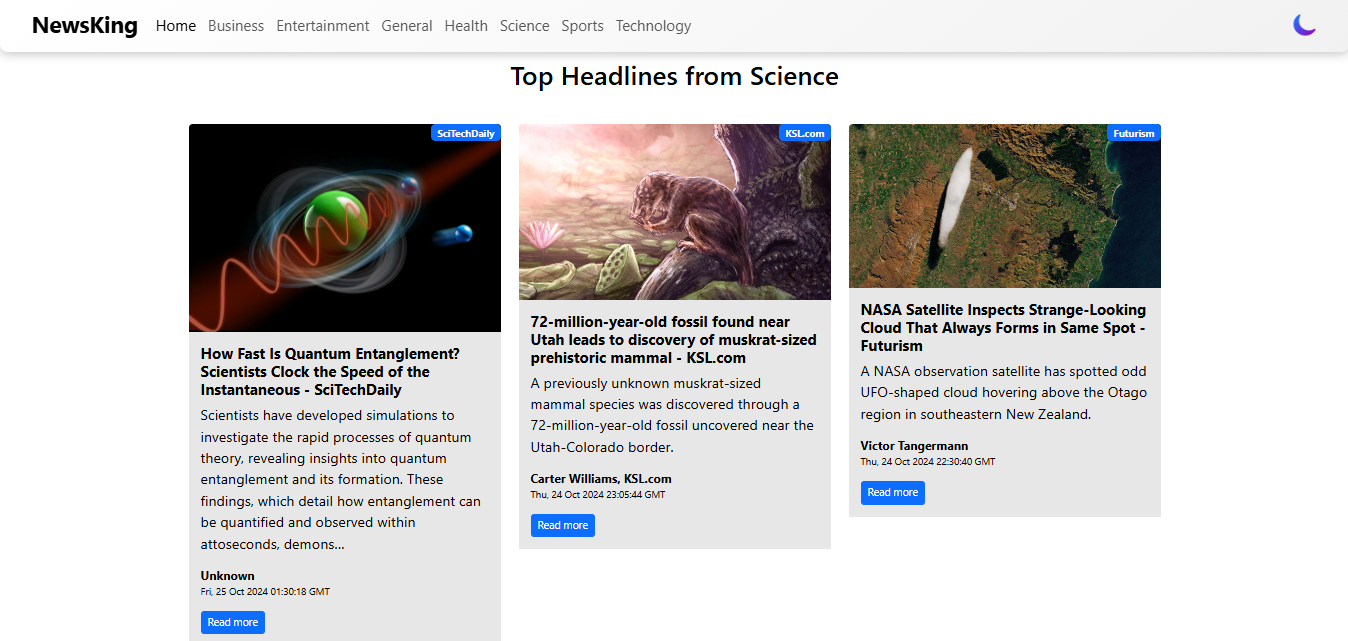 NewsKing Home Business Entertainment General Health Science Sports Technology
Top Headlines from Science
SciTechDaily
How Fast Is Quantum Entanglement?
Scientists Clock the Speed of the
Instantaneous - SciTechDaily
Scientists have developed simulations to
investigate the rapid processes of quantum
theory, revealing insights into quantum
entanglement and its formation. These
findings, which detail how entanglement can
be quantified and observed within
attoseconds, demons...
Unknown
Fri, 25 Oct 2024 01:30:18 GMT
Read more
KSL.com
72-million-year-old fossil found near
Utah leads to discovery of muskrat-sized
prehistoric mammal - KSL.com
A previously unknown muskrat-sized
mammal species was discovered through a
72-million-year-old fossil uncovered near the
Utah-Colorado border.
Carter Williams, KSL.com
Thu, 24 Oct 2024 23:05:44 GMT
Read more
Futurism
NASA Satellite Inspects Strange-Looking
Cloud That Always Forms in Same Spot -
Futurism
A NASA observation satellite has spotted odd
UFO-shaped cloud hovering above the Otago
region in southeastern New Zealand.
Victor Tangermann
Thu, 24 Oct 2024 22:30:40 GMT
Read more